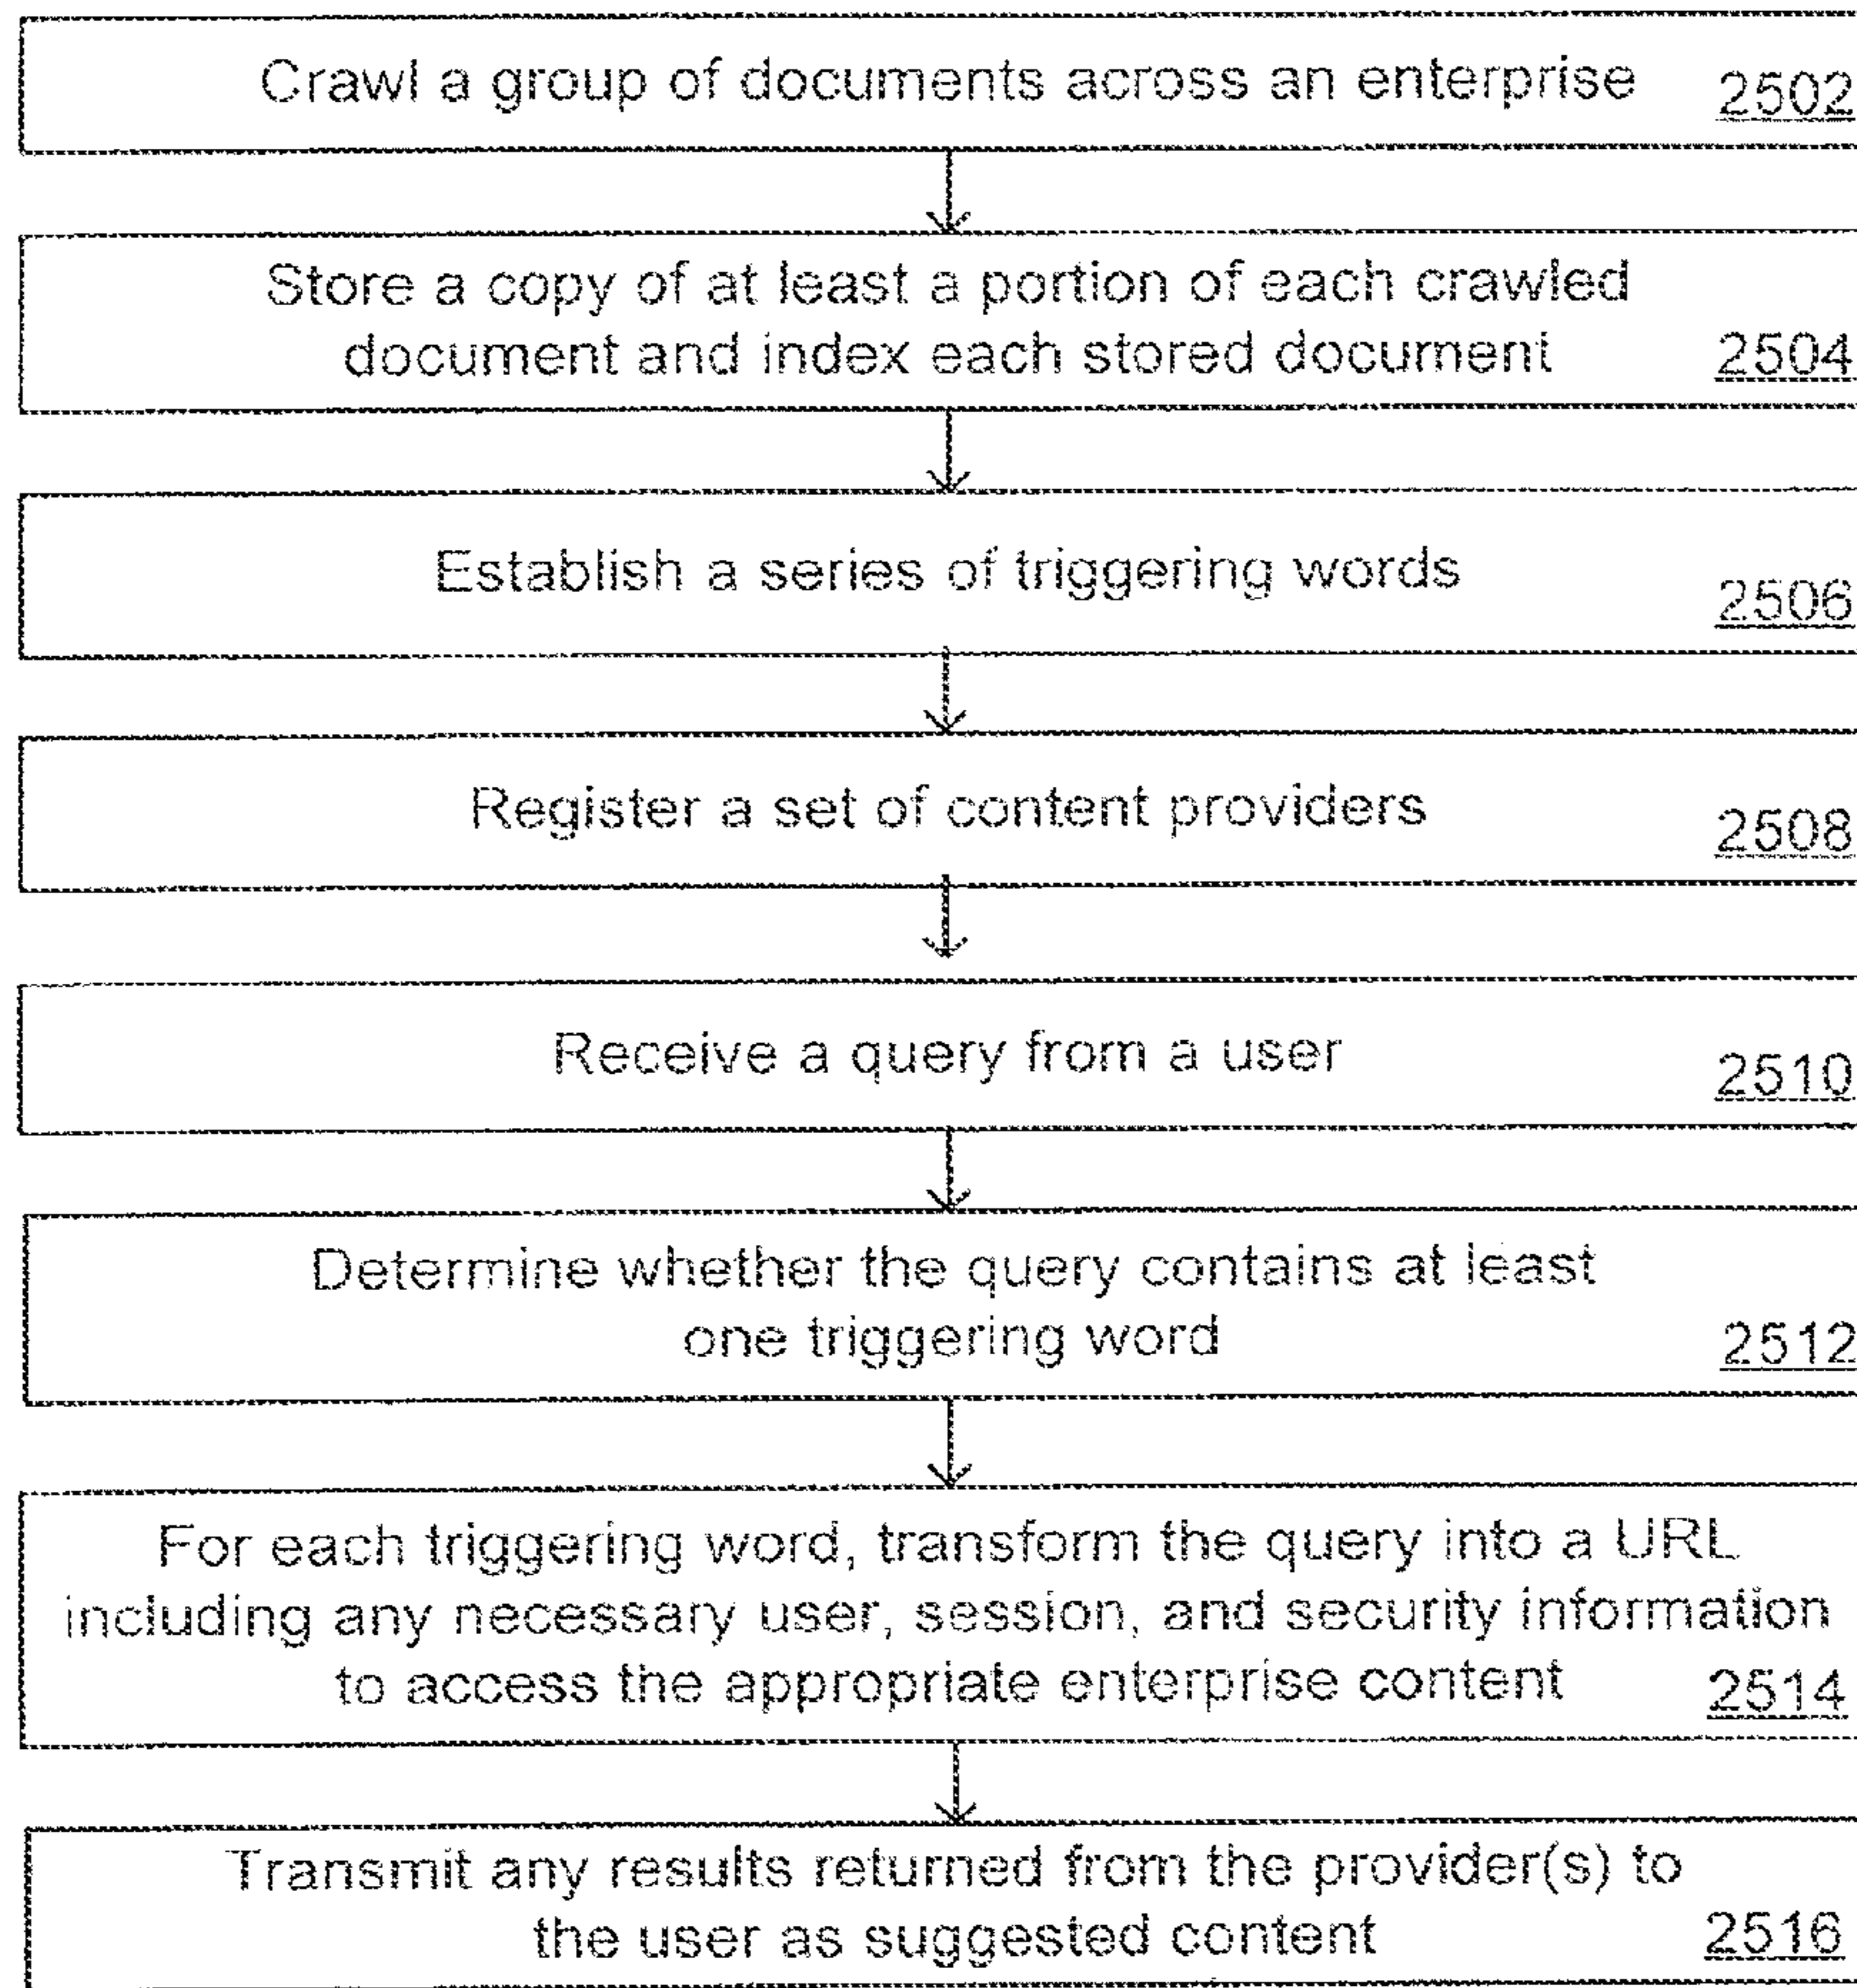 Crawl a group of documents across an enterprise 2502
Store a copy of at least a portion of each crawled
document and index each stored document 2504
Establish a series of triggering words 2506
Register a set of content providers 2508
Receive a query from a user 2510
Determine whether the query contains at least
one triggering word 2512
For each triggering word, transform the query into a URL
including any necessary user, session, and security information
to access the appropriate enterprise content 2514
Transmit any results returned from the provider(s) to
the user as suggested content 2516